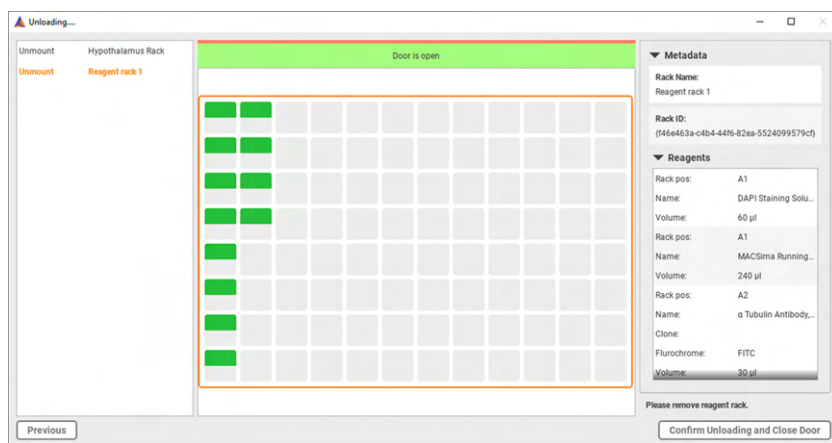 Unloading....
Unmount Hypothalamus Rack
Unmount Reagent rack 1
Door is open
Metadata
Rack Name:
Reagent rack 1
Rack ID:
{f46e463a-c4b4-44f6-82ea-5524099579cf}
Reagents
Rack pos: A1
Name: DAPI Staining Solu...
Volume: 60 µl
Rack pos: A1
Name: MACSima Running...
Volume: 240 µl
Rack pos: A2
Name: α Tubulin Antibody,...
Clone:
Flurochrome: FITC
Volume: 30 µl
Please remove reagent rack.
Previous
Confirm Unloading and Close Door